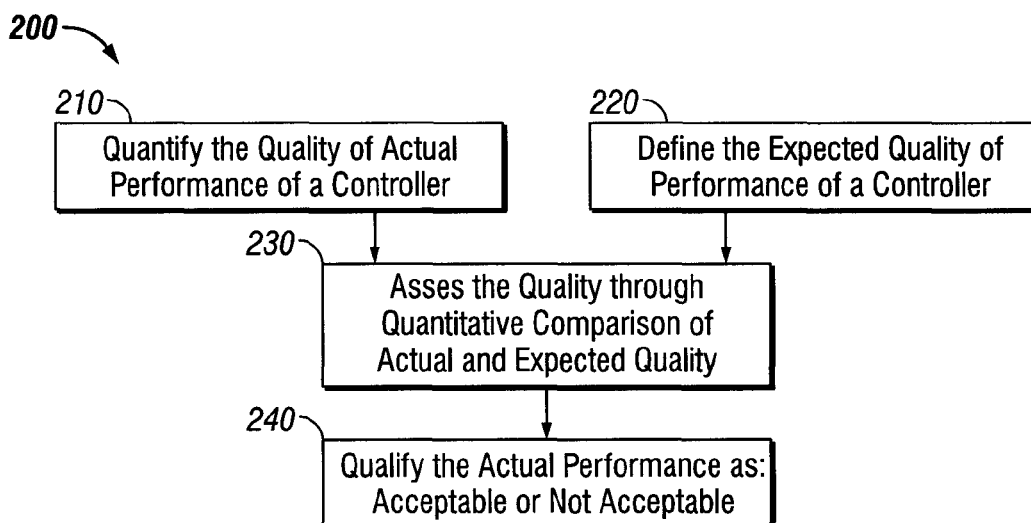 200
210
220
Quantify the Quality of Actual
Performance of a Controller
Define the Expected Quality of
Performance of a Controller
230
Asses the Quality through
Quantitative Comparison of
Actual and Expected Quality
240
Qualify the Actual Performance as:
Acceptable or Not Acceptable